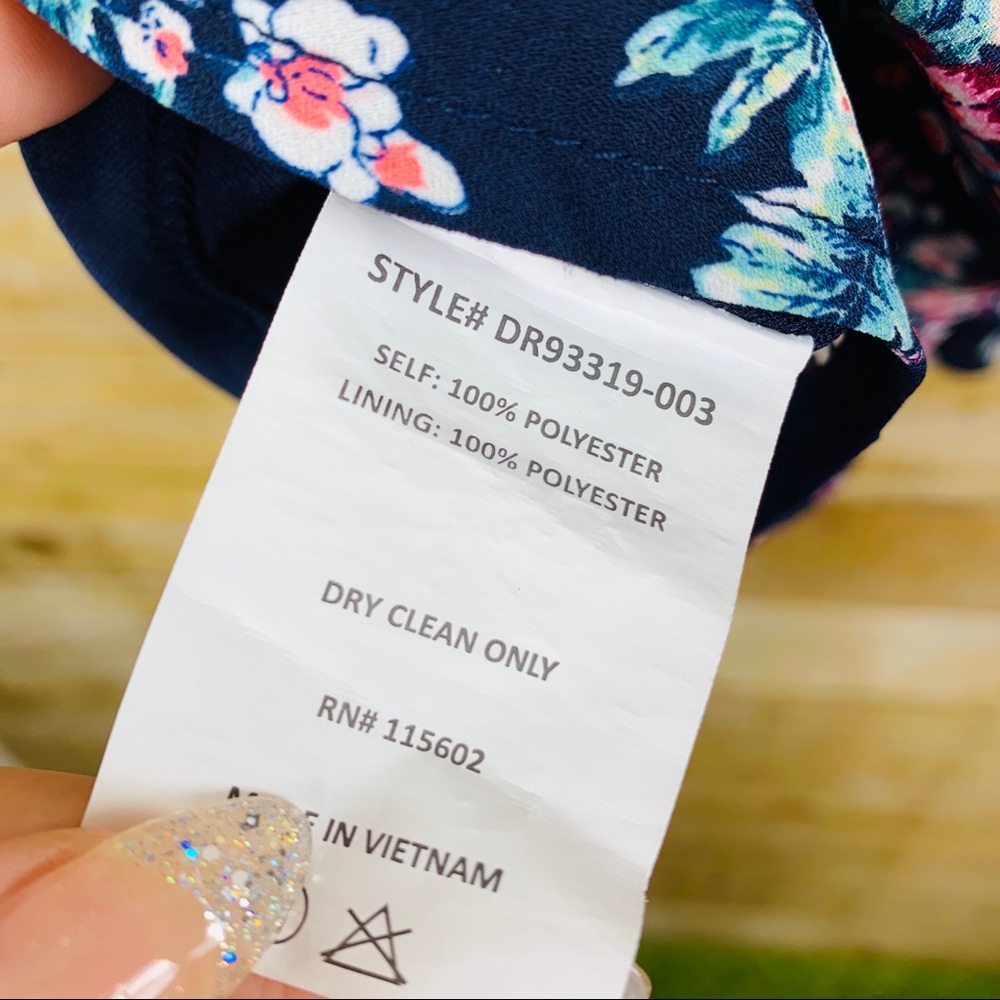 STYLE# DR93319-003
SELF: 100% POLYESTER
LINING: 100% POLYESTER
DRY CLEAN ONLY
RN# 115602
IN VIETNAM